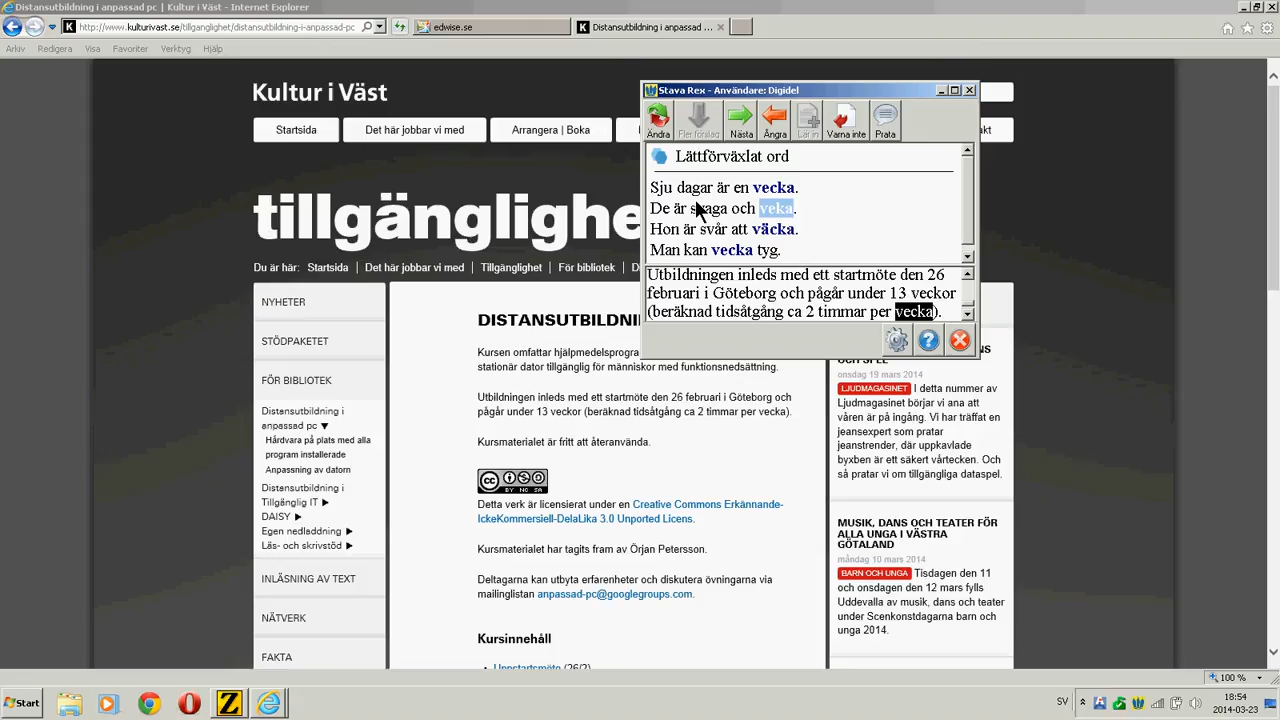 Distansutbildning i anpassad pc | Kultur i Väst - Internet Explorer
http://www.kulturivast.se/tillganglighet/distansutbildning-i-anpassad-pc
edwise.se
Distansutbildning i anpassad ...
Arkiv Redigera Visa Favoriter Verktyg Hjälp
Kultur i Väst
Startsida
Det här jobbar vi med
Arrangera | Boka
kt
tillgänglighe
Du är här: Startsida | Det här jobbar vi med | Tillgänglighet | För bibliotek | D
Stava Rex - Användare: Digidel
Ändra
Fler förslag
Nästa
Ångra
Lär in
Varna inte
Prata
Lättförväxlat ord
Sju dagar är en vecka.
De är svaga och veka.
Hon är svår att väcka.
Man kan vecka tyg.
Utbildningen inleds med ett startmöte den 26
februari i Göteborg och pågår under 13 veckor
(beräknad tidsåtgång ca 2 timmar per vecka).
NYHETER
STÖDPAKETET
FÖR BIBLIOTEK
Distansutbildning i
anpassad pc
Hårdvara på plats med alla
program installerade
Anpassning av datorn
Distansutbildning i
Tillgänglig IT
DAISY
Egen nedladdning
Läs- och skrivstöd
INLÄSNING AV TEXT
NÄTVERK
FAKTA
DISTANSUTBILDNIN
Kursen omfattar hjälpmedelsprogra
stationär dator tillgänglig för människor med funktionsnedsättning.
Utbildningen inleds med ett startmöte den 26 februari i Göteborg och
pågår under 13 veckor (beräknad tidsåtgång ca 2 timmar per vecka).
Kursmaterialet är fritt att återanvända.
CC BY NC SA
Detta verk är licensierat under en Creative Commons Erkännande-
IckeKommersiell-DelaLika 3.0 Unported Licens.
Kursmaterialet har tagits fram av Örjan Petersson.
Deltagarna kan utbyta erfarenheter och diskutera övningarna via
mailinglistan anpassad-pc@googlegroups.com.
Kursinnehåll
Uppstartsmöte (26/2)
NS
OCH SPEL
onsdag 19 mars 2014
LJUDMAGASINET I detta nummer av
Ljudmagasinet börjar vi ana att
våren är på ingång. Vi har träffat en
jeansexpert som pratar
jeanstrender, där uppkavlade
byxben är ett säkert vårtecken. Och
så pratar vi om tillgängliga dataspel.
MUSIK, DANS OCH TEATER FÖR
ALLA UNGA I VÄSTRA
GÖTALAND
måndag 10 mars 2014
BARN OCH UNGA Tisdagen den 11
och onsdagen den 12 mars fylls
Uddevalla av musik, dans och teater
under Scenkonstdagarna barn och
unga 2014.
100 %
Start
SV
18:54
2014-03-23